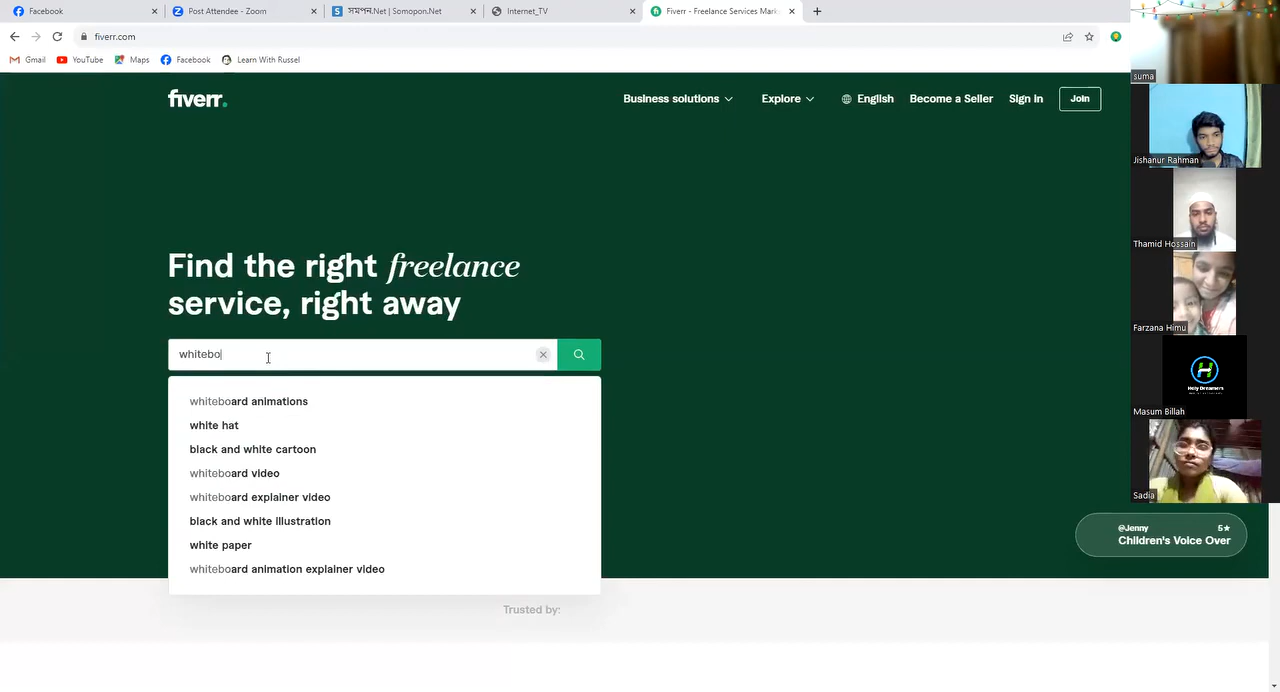 Facebook
Post Attendee - Zoom
সমপন.Net | Somopon.Net
Internet_TV
Fiverr - Freelance Services Mark
fiverr.com
Gmail
YouTube
Maps
Facebook
Learn With Russel
fiverr.
Business solutions
Explore
English
Become a Seller
Sign in
Join
Find the right freelance
service, right away
whitebo
whiteboard animations
white hat
black and white cartoon
whiteboard video
whiteboard explainer video
black and white illustration
white paper
whiteboard animation explainer video
@Jenny
5★
Children's Voice Over
Trusted by:
suma
Jishanur Rahman
Thamid Hossain
Farzana Himu
Holy Dreamers
Masum Billah
Sadia